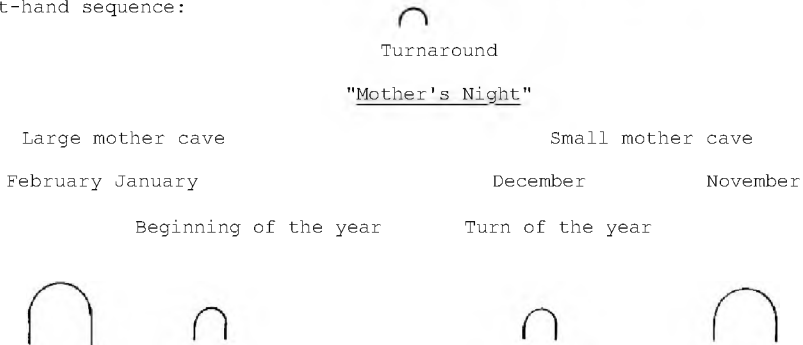 t-hand sequence:
Turnaround
"Mother's Night"
Large mother cave Small mother cave
February January December November
Beginning of the year Turn of the year